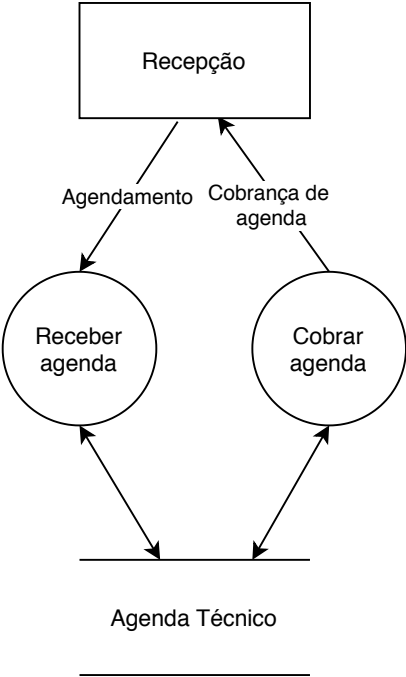 Recepção
Agendamento
Cobrança de
agenda
Receber
agenda
Cobrar
agenda
Agenda Técnico